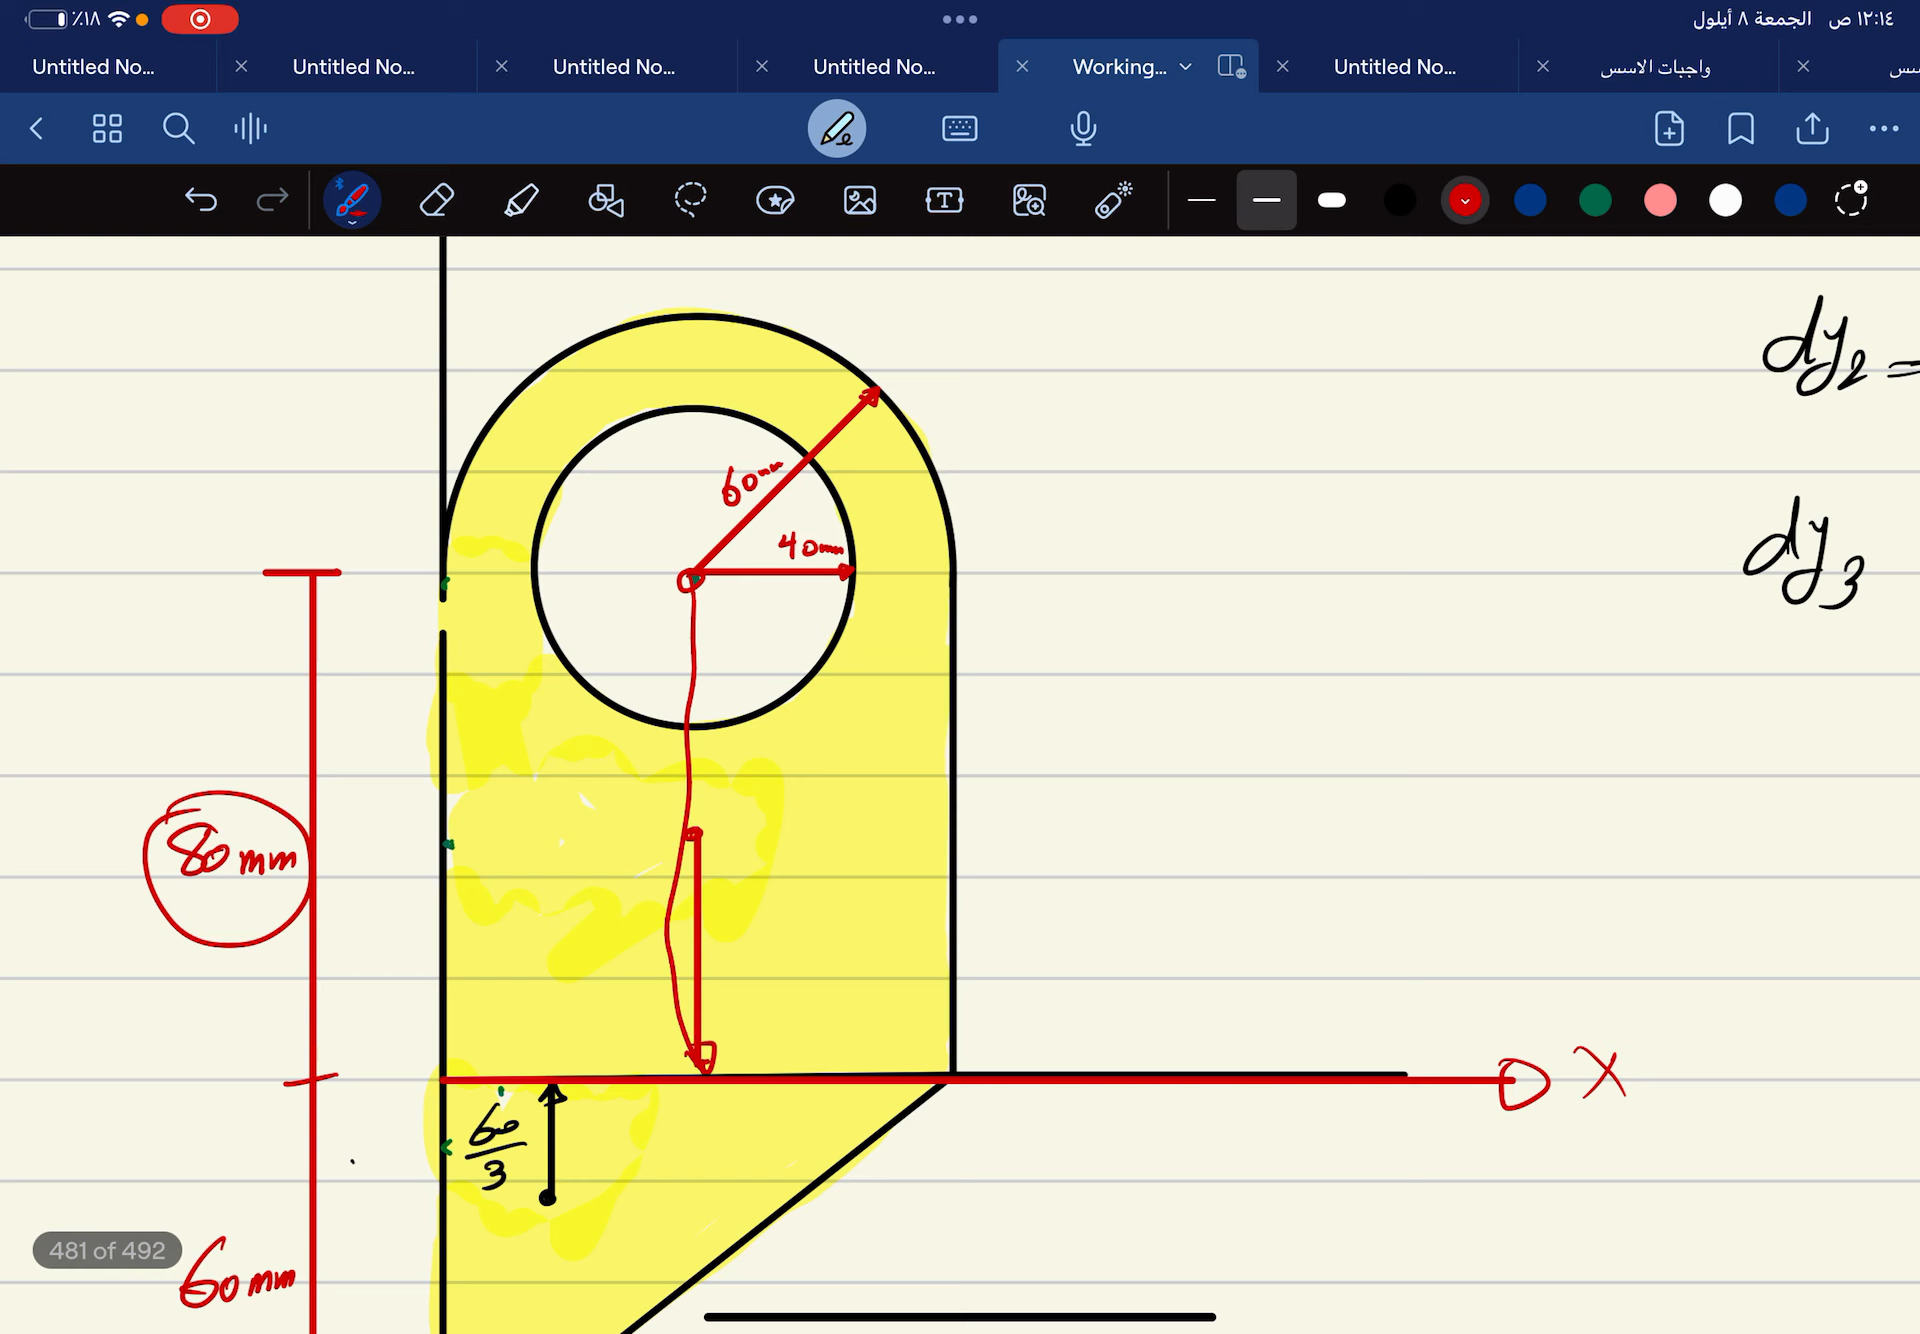 ٪١٨
١٢:١٤ ص الجمعة ٨ أيلول
Untitled No...
Untitled No...
Untitled No...
Untitled No...
Working...
Untitled No...
واجبات الاسس
سس
dy2 =
60mm
40mm
dy3
80mm
X
60
3
481 of 492
60mm